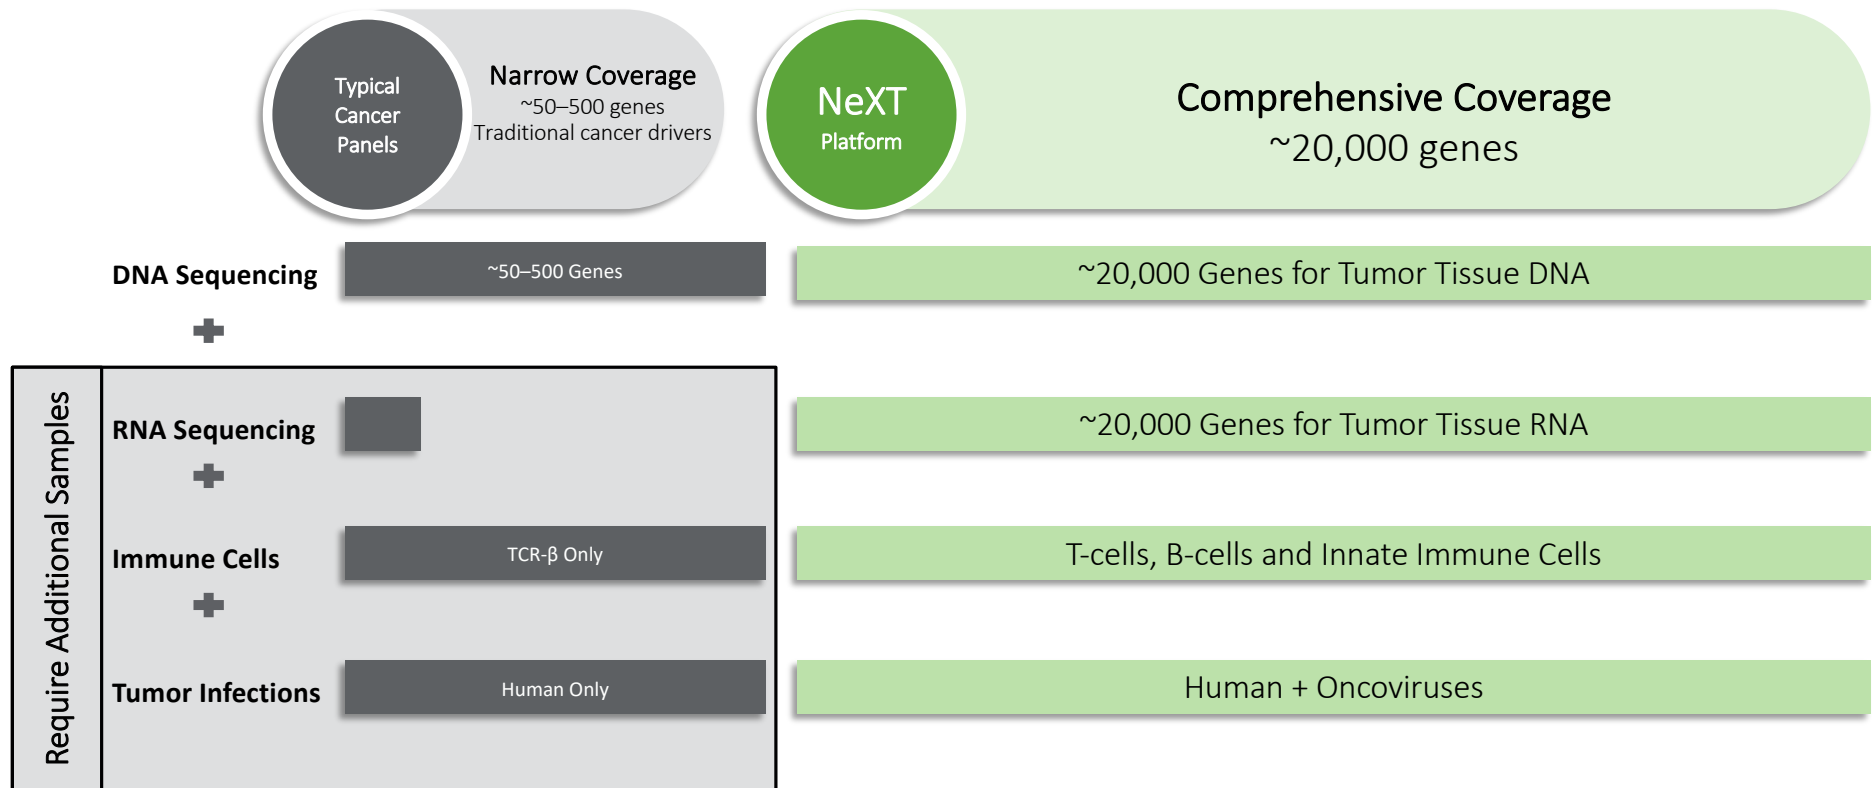 Typical
Cancer
Panels
Narrow Coverage
~50–500 genes
Traditional cancer drivers
NeXT
Platform
Comprehensive Coverage
~20,000 genes
DNA Sequencing
~50–500 Genes
~20,000 Genes for Tumor Tissue DNA
Require Additional Samples
RNA Sequencing
~20,000 Genes for Tumor Tissue RNA
Immune Cells
TCR-β Only
T-cells, B-cells and Innate Immune Cells
Tumor Infections
Human Only
Human + Oncoviruses